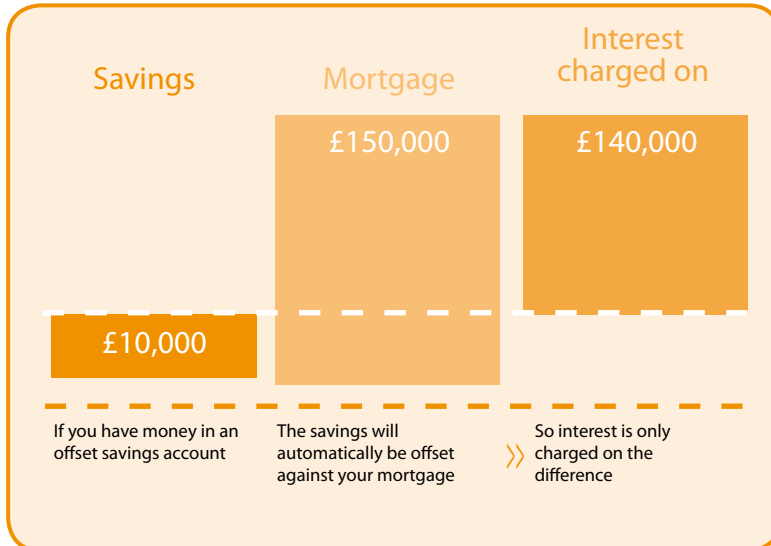 Savings
Mortgage
Interest
charged on
£10,000
£150,000
£140,000
If you have money in an
offset savings account
The savings will
automatically be offset
against your mortgage
So interest is only
charged on the
difference